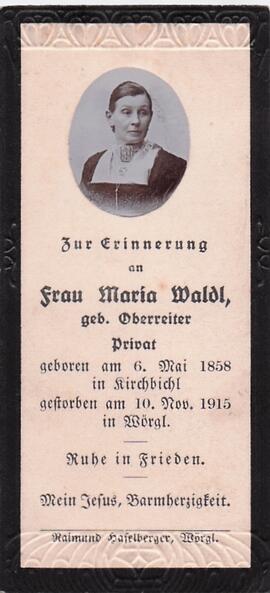 Zur Erinnerung
an
Frau Maria Waldl,
geb. Oberreiter
Privat
geboren am 6. Mai 1858
in Kirchbichl
gestorben am 10. Nov. 1915
in Wörgl.
Ruhe in Frieden.
Mein Jesus, Barmherzigkeit.
Raimund Haselberger, Wörgl.